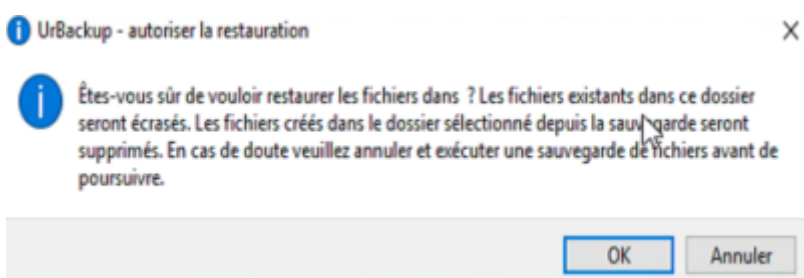 UrBackup - autoriser la restauration
Êtes-vous sûr de vouloir restaurer les fichiers dans ? Les fichiers existants dans ce dossier
seront écrasés. Les fichiers créés dans le dossier sélectionné depuis la sauvegarde seront
supprimés. En cas de doute veuillez annuler et exécuter une sauvegarde de fichiers avant de
poursuivre.
OK
Annuler